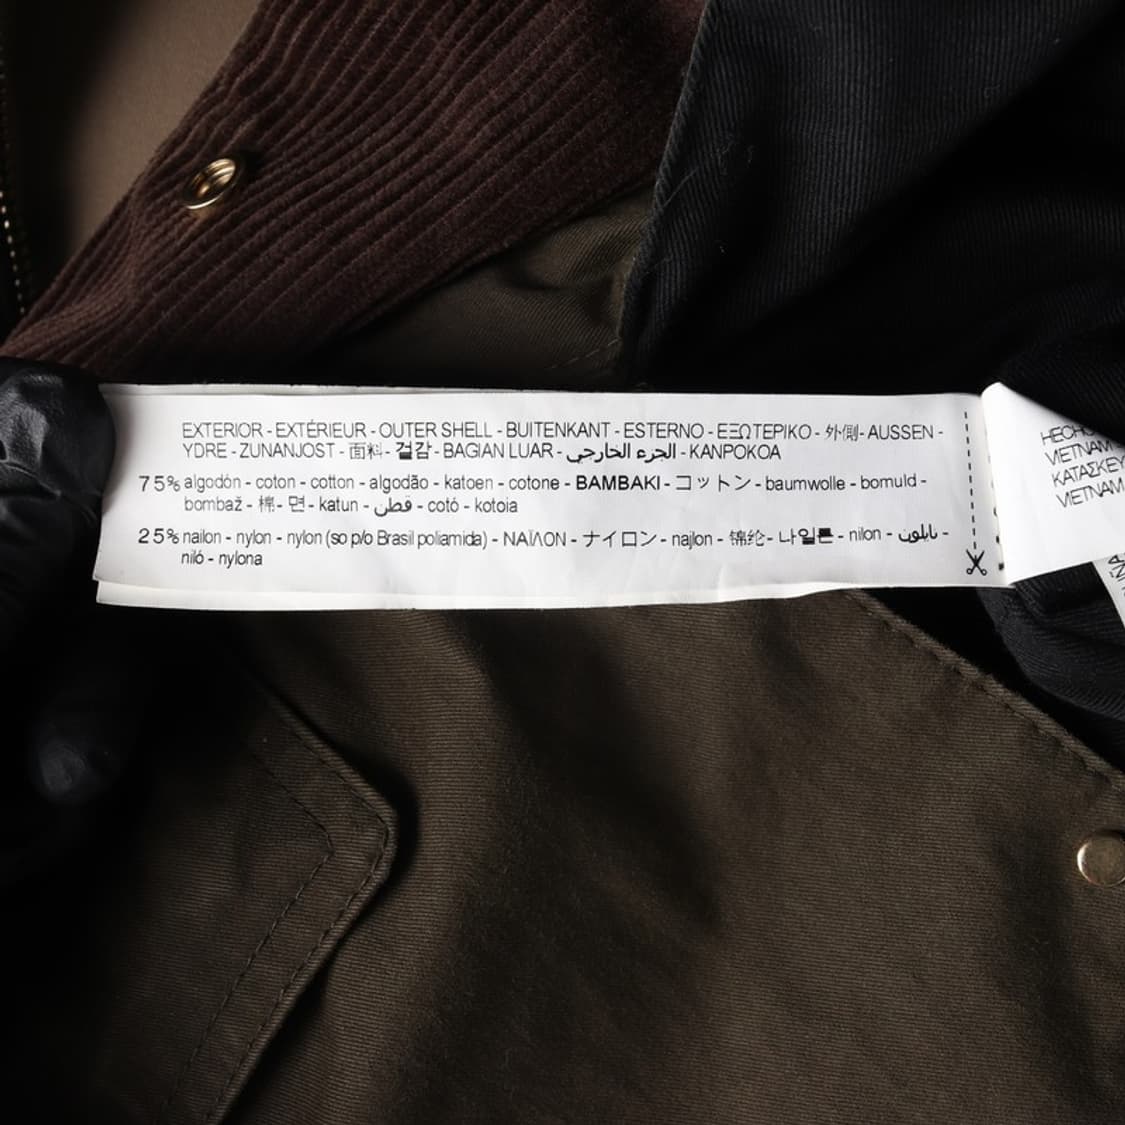 EXTERIOR - EXTÉRIEUR - OUTER SHELL - BUITENKANT - ESTERNO - ΕΞΩΤΕΡΙΚΟ - 外側 - AUSSEN -
YDRE - ZUNANJOST - 面料 - 겉감 - BAGIAN LUAR - الجزء الخارجي - KANPOKOA
75% algodón - coton - cotton - algodão - katoen - cotone - BAMBAKI - コットン - baumwolle - bomuld -
bombaž - 棉 - 면 - katun - قطن - cotó - kotoia
25% nailon - nylon - nylon (so p/o Brasil poliamida) - ΝΑΪΛΟΝ - ナイロン - najlon - 锦纶 - 나일론 - nilon - نايلون -
niló - nylona
VIETNAM
VIETNAM